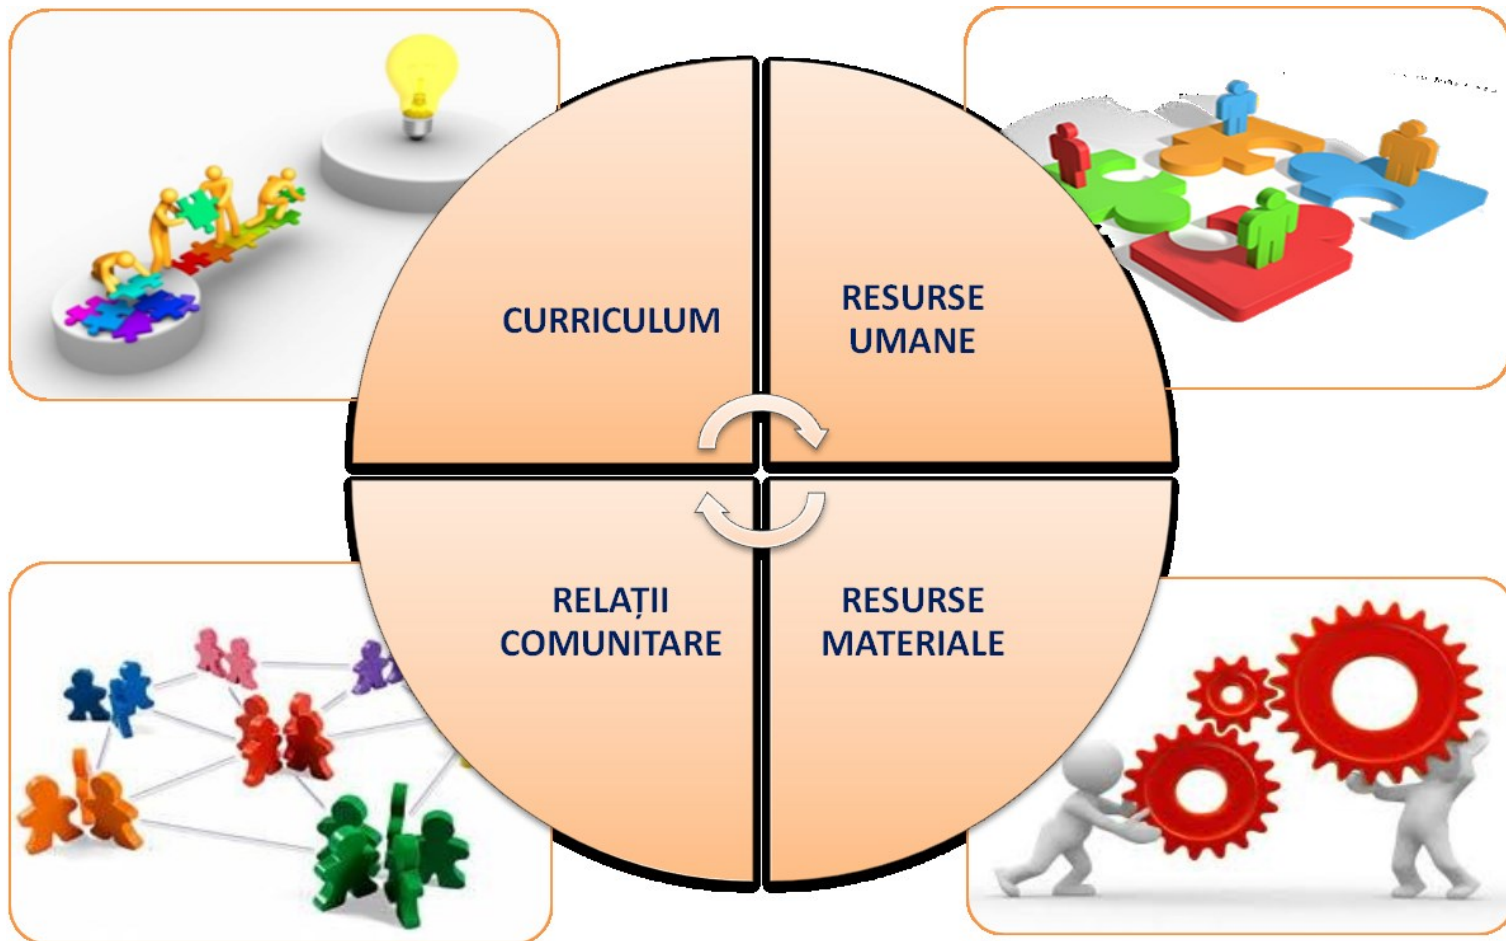 CURRICULUM
RESURSE
UMANE
RELAȚII
COMUNITARE
RESURSE
MATERIALE